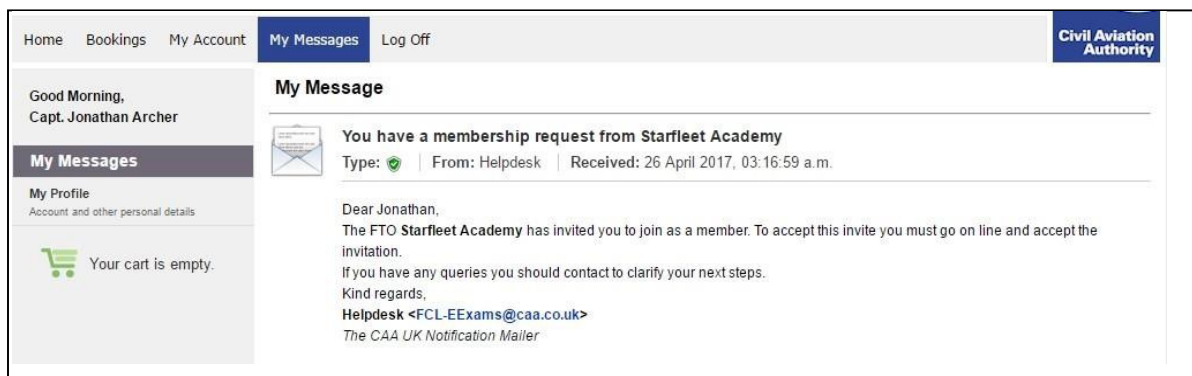 Home Bookings My Account My Messages Log Off
Civil Aviation
Authority
Good Morning,
Capt. Jonathan Archer
My Messages
My Profile
Account and other personal details
Your cart is empty.
My Message
You have a membership request from Starfleet Academy
Type: From: Helpdesk Received: 26 April 2017, 03:16:59 a.m.
Dear Jonathan,
The FTO Starfleet Academy has invited you to join as a member. To accept this invite you must go on line and accept the
invitation.
If you have any queries you should contact to clarify your next steps.
Kind regards,
Helpdesk <FCL-EExams@caa.co.uk>
The CAA UK Notification Mailer